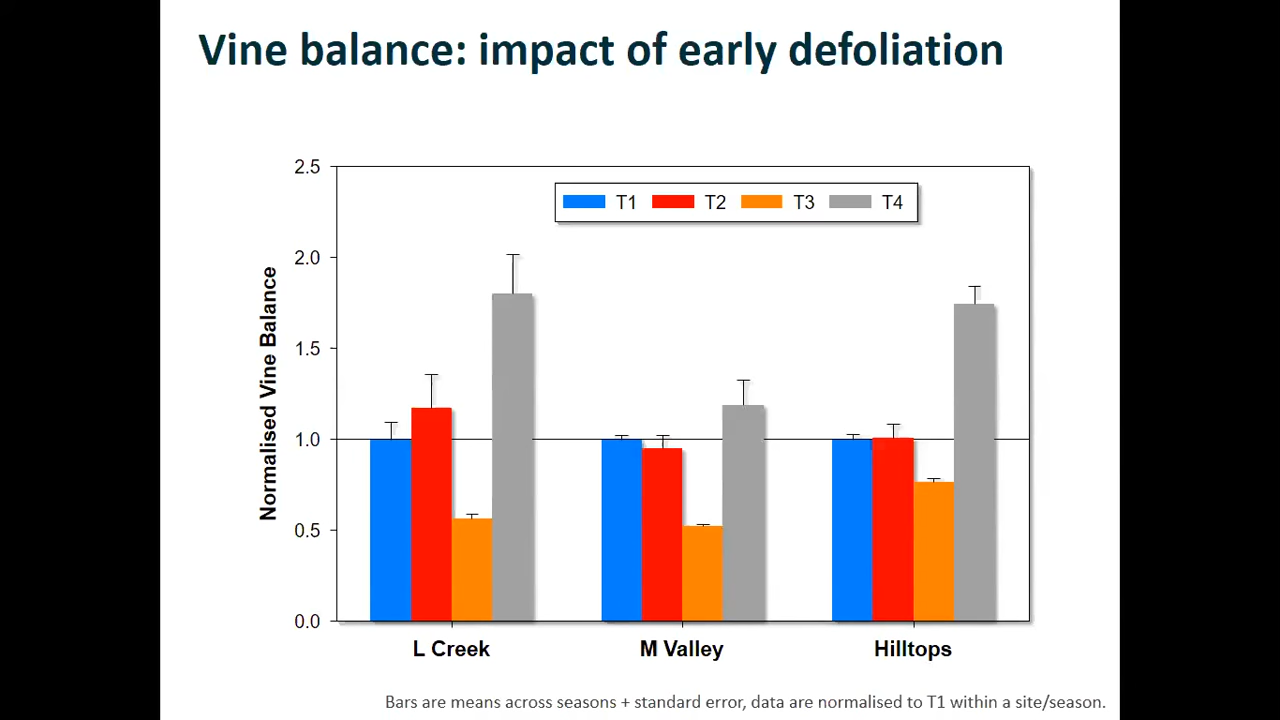 Vine balance: impact of early defoliation
2.5
T1 T2 T3 T4
2.0
1.5
1.0
0.5
0.0
Normalised Vine Balance
L Creek M Valley Hilltops
Bars are means across seasons + standard error, data are normalised to T1 within a site/season.